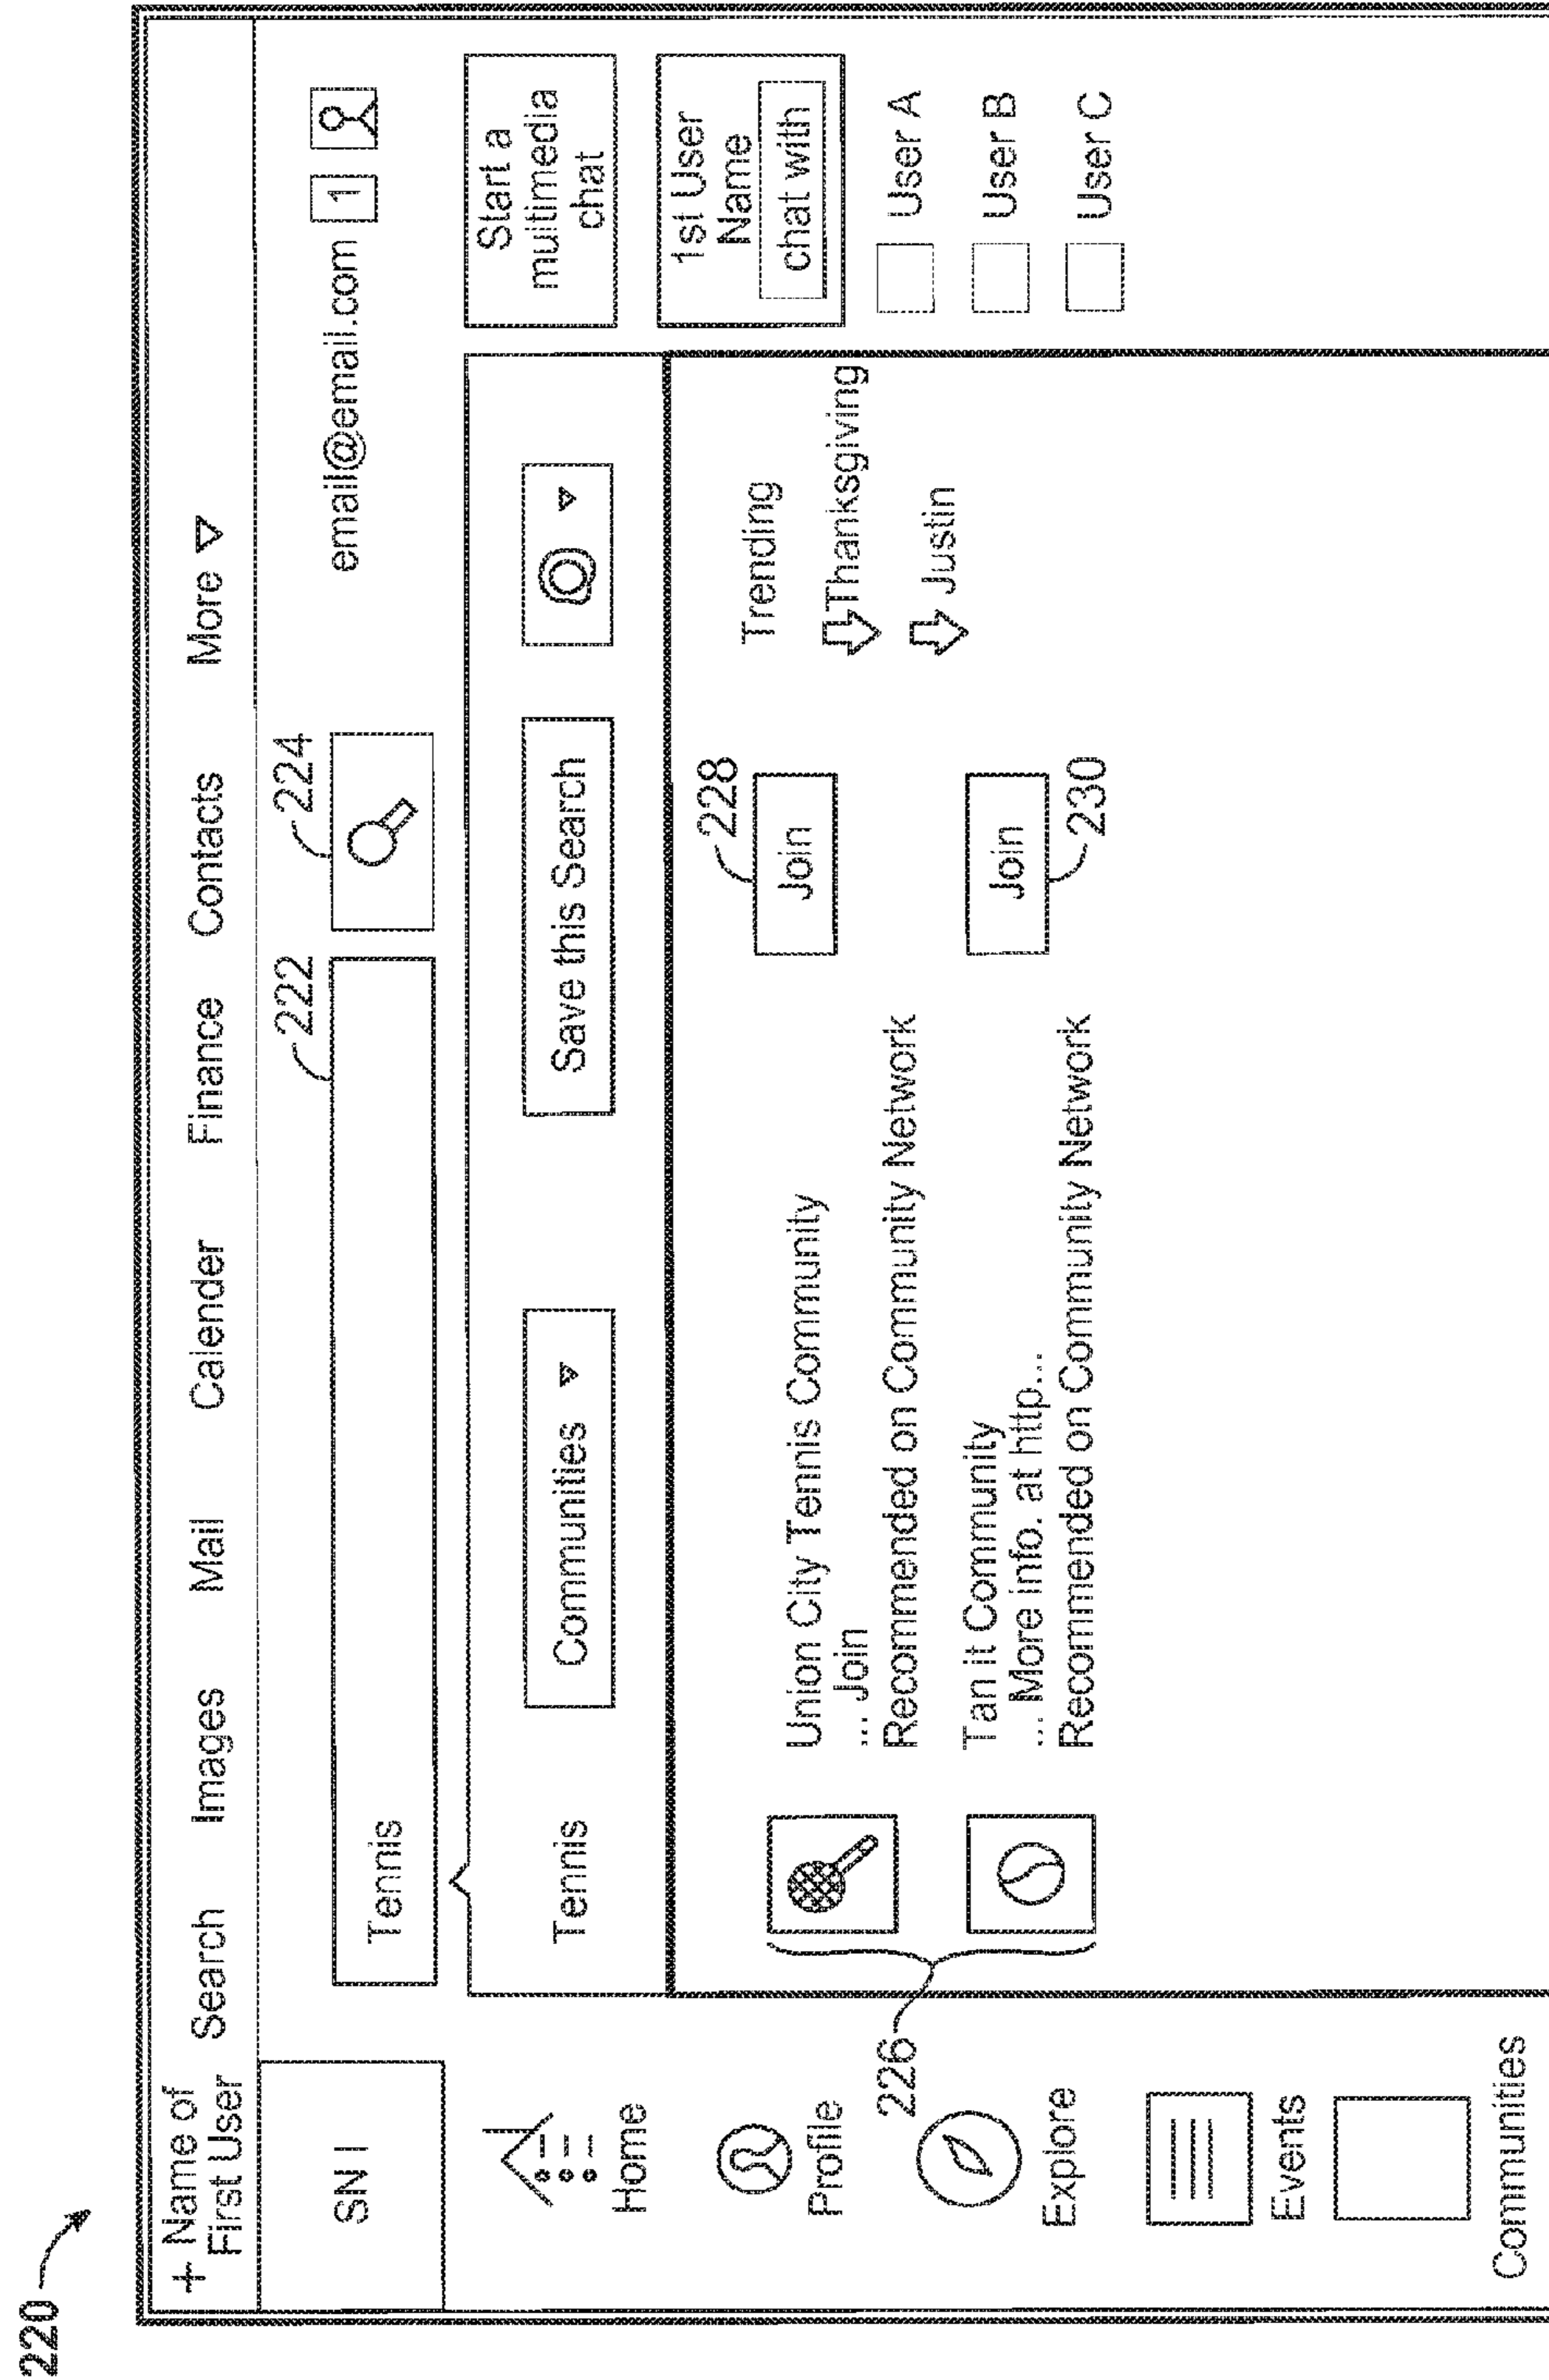 220
+ Name of
First User
Search
Images
Mail
Calender
Finance
Contacts
More
SNI
Tennis
222
224
email@email.com
1
Home
Profile
Explore
Events
Communities
Tennis
Communities
Save this Search
226
Union City Tennis Community
... Join
Recommended on Community Network
228
Join
Tan it Community
... More info. at http...
Recommended on Community Network
Join
230
Trending
Thanksgiving
Justin
Start a
multimedia
chat
1st User
Name
chat with
User A
User B
User C